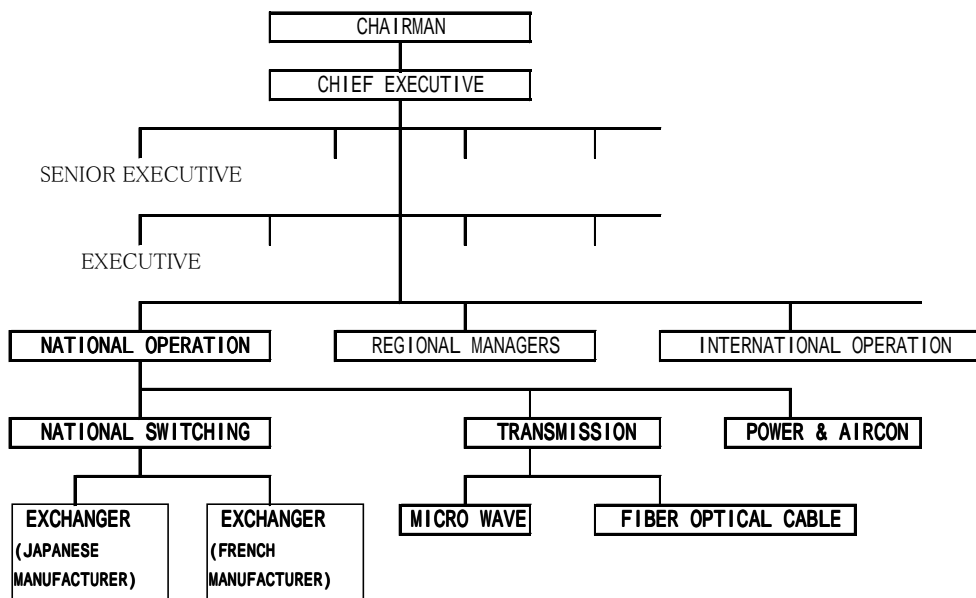 CHAIRMAN
CHIEF EXECUTIVE
SENIOR EXECUTIVE
EXECUTIVE
NATIONAL OPERATION
REGIONAL MANAGERS
INTERNATIONAL OPERATION
NATIONAL SWITCHING
TRANSMISSION
POWER & AIRCON
EXCHANGER
(JAPANESE
MANUFACTURER)
EXCHANGER
(FRENCH
MANUFACTURER)
MICRO WAVE
FIBER OPTICAL CABLE